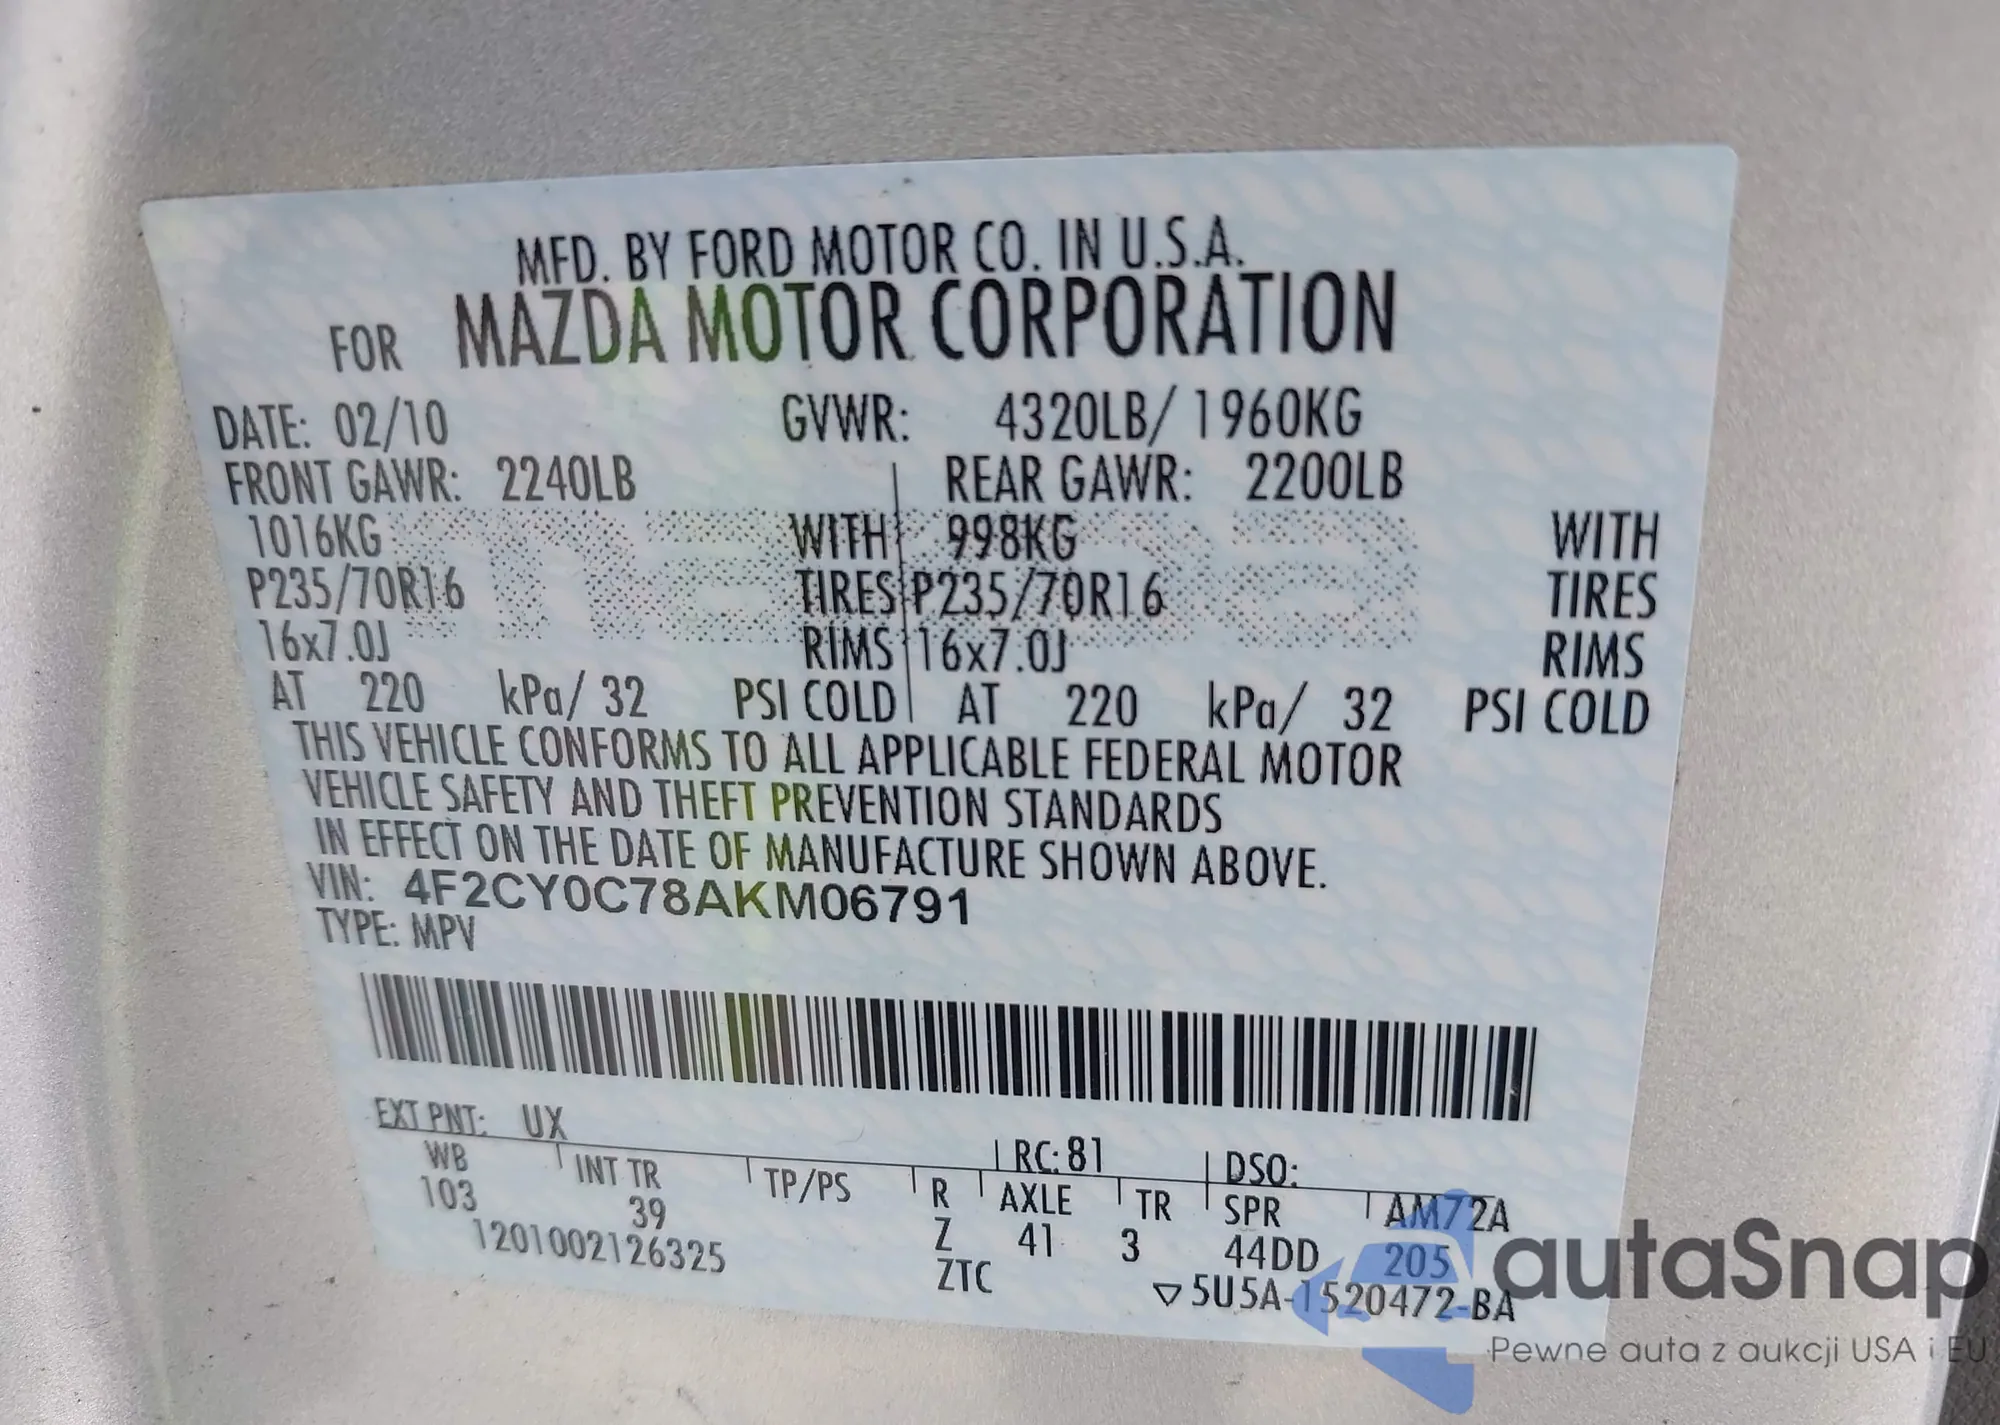 MFD. BY FORD MOTOR CO. IN U.S.A.
FOR MAZDA MOTOR CORPORATION
DATE: 02/10 GVWR: 4320LB/ 1960KG
FRONT GAWR: 2240LB REAR GAWR: 2200LB
1016KG WITH 998KG WITH
P235/70R16 TIRES P235/70R16 TIRES
16x7.0J RIMS 16x7.0J RIMS
AT 220 kPa/ 32 PSI COLD AT 220 kPa/ 32 PSI COLD
THIS VEHICLE CONFORMS TO ALL APPLICABLE FEDERAL MOTOR
VEHICLE SAFETY AND THEFT PREVENTION STANDARDS
IN EFFECT ON THE DATE OF MANUFACTURE SHOWN ABOVE.
VIN: 4F2CY0C78AKM06791
TYPE: MPV
EXT PNT: UX RC: 81 DSO:
WB INT TR TP/PS R AXLE TR SPR AM72A
103 39 Z 41 3 44DD 205
1201002126325 ZTC ▽5U5A-1520472-BA
autaSnap
Pewne auta z aukcji USA i EU